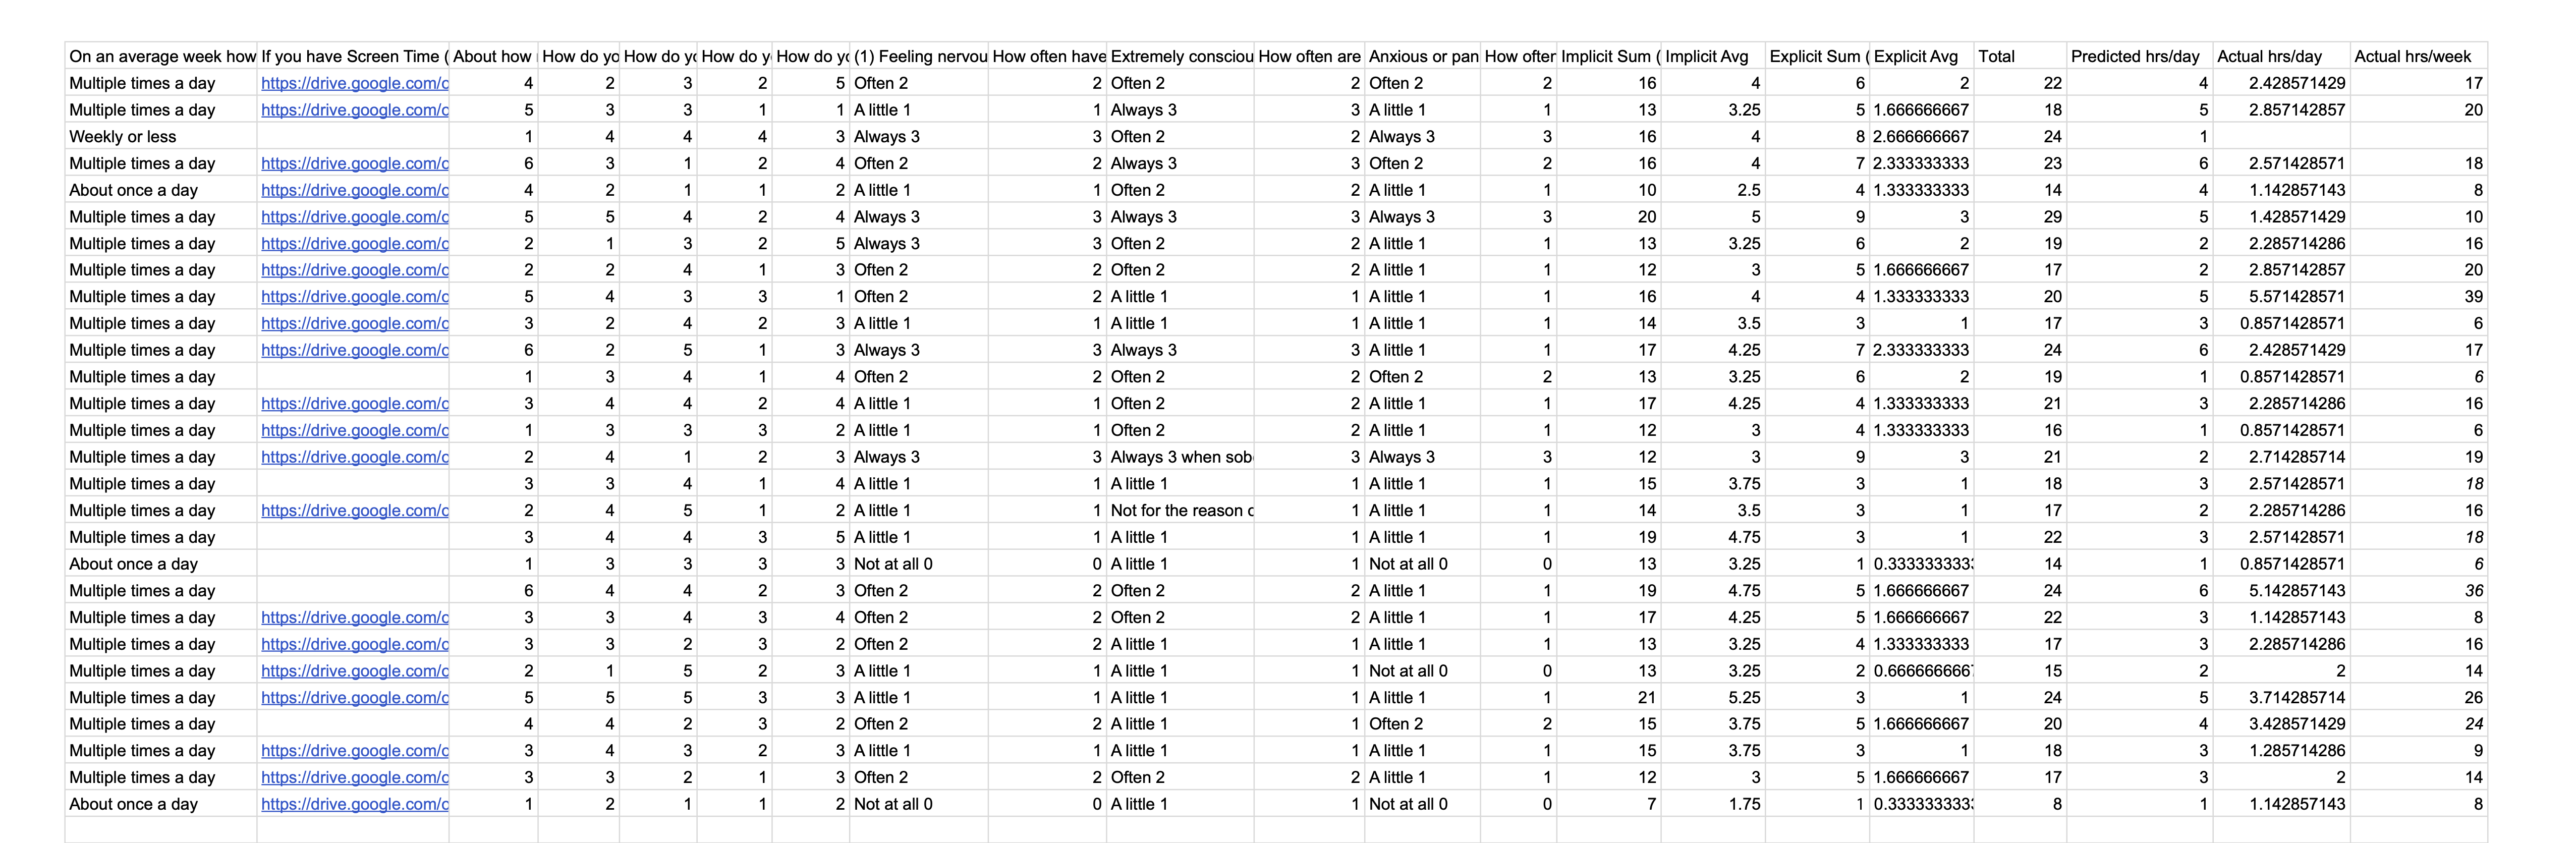 On an average week how If you have Screen Time ( About how How do yo How do yo How do y How do yo (1) Feeling nervou How often have Extremely consciou How often are Anxious or pan How ofter Implicit Sum ( Implicit Avg Explicit Sum ( Explicit Avg Total Predicted hrs/day Actual hrs/day Actual hrs/week
Multiple times a day https://drive.google.com/o 4 2 3 2 5 Often 2 2 Often 2 2 Often 2 2 16 4 6 2 22 4 2.428571429 17
Multiple times a day https://drive.google.com/o 5 3 3 1 1 A little 1 1 Always 3 3 A little 1 1 13 3.25 5 1.666666667 18 5 2.857142857 20
Weekly or less 1 4 4 4 3 Always 3 3 Often 2 2 Always 3 3 16 4 8 2.666666667 24 1
Multiple times a day https://drive.google.com/o 6 3 1 2 4 Often 2 2 Always 3 3 Often 2 2 16 4 7 2.333333333 23 6 2.571428571 18
About once a day https://drive.google.com/o 4 2 1 1 2 A little 1 1 Often 2 2 A little 1 1 10 2.5 4 1.333333333 14 4 1.142857143 8
Multiple times a day https://drive.google.com/o 5 5 4 2 4 Always 3 3 Always 3 3 Always 3 3 20 5 9 3 29 5 1.428571429 10
Multiple times a day https://drive.google.com/o 2 1 3 2 5 Always 3 3 Often 2 2 A little 1 1 13 3.25 6 2 19 2 2.285714286 16
Multiple times a day https://drive.google.com/o 2 2 4 1 3 Often 2 2 Often 2 2 A little 1 1 12 3 5 1.666666667 17 2 2.857142857 20
Multiple times a day https://drive.google.com/o 5 4 3 3 1 Often 2 2 A little 1 1 A little 1 1 16 4 4 1.333333333 20 5 5.571428571 39
Multiple times a day https://drive.google.com/o 3 2 4 2 3 A little 1 1 A little 1 1 A little 1 1 14 3.5 3 1 17 3 0.8571428571 6
Multiple times a day https://drive.google.com/o 6 2 5 1 3 Always 3 3 Always 3 3 A little 1 1 17 4.25 7 2.333333333 24 6 2.428571429 17
Multiple times a day 1 3 4 1 4 Often 2 2 Often 2 2 Often 2 2 13 3.25 6 2 19 1 0.8571428571 6
Multiple times a day https://drive.google.com/o 3 4 4 2 4 A little 1 1 Often 2 2 A little 1 1 17 4.25 4 1.333333333 21 3 2.285714286 16
Multiple times a day https://drive.google.com/o 1 3 3 3 2 A little 1 1 Often 2 2 A little 1 1 12 3 4 1.333333333 16 1 0.8571428571 6
Multiple times a day https://drive.google.com/o 2 4 1 2 3 Always 3 3 Always 3 when sob 3 Always 3 3 12 3 9 3 21 2 2.714285714 19
Multiple times a day 3 3 4 1 4 A little 1 1 A little 1 1 A little 1 1 15 3.75 3 1 18 3 2.571428571 18
Multiple times a day https://drive.google.com/o 2 4 5 1 2 A little 1 1 Not for the reason o 1 A little 1 1 14 3.5 3 1 17 2 2.285714286 16
Multiple times a day 3 4 4 3 5 A little 1 1 A little 1 1 A little 1 1 19 4.75 3 1 22 3 2.571428571 18
About once a day 1 3 3 3 3 Not at all 0 0 A little 1 1 Not at all 0 0 13 3.25 1 0.3333333333 14 1 0.8571428571 6
Multiple times a day 6 4 4 2 3 Often 2 2 Often 2 2 A little 1 1 19 4.75 5 1.666666667 24 6 5.142857143 36
Multiple times a day https://drive.google.com/o 3 3 4 3 4 Often 2 2 Often 2 2 A little 1 1 17 4.25 5 1.666666667 22 3 1.142857143 8
Multiple times a day https://drive.google.com/o 3 3 2 3 2 Often 2 2 A little 1 1 A little 1 1 13 3.25 4 1.333333333 17 3 2.285714286 16
Multiple times a day https://drive.google.com/o 2 1 5 2 3 A little 1 1 A little 1 1 Not at all 0 0 13 3.25 2 0.6666666667 15 2 2 14
Multiple times a day https://drive.google.com/o 5 5 5 3 3 A little 1 1 A little 1 1 A little 1 1 21 5.25 3 1 24 5 3.714285714 26
Multiple times a day 4 4 2 3 2 Often 2 2 A little 1 1 Often 2 2 15 3.75 5 1.666666667 20 4 3.428571429 24
Multiple times a day https://drive.google.com/o 3 4 3 2 3 A little 1 1 A little 1 1 A little 1 1 15 3.75 3 1 18 3 1.285714286 9
Multiple times a day https://drive.google.com/o 3 3 2 1 3 Often 2 2 Often 2 2 A little 1 1 12 3 5 1.666666667 17 3 2 14
About once a day https://drive.google.com/o 1 2 1 1 2 Not at all 0 0 A little 1 1 Not at all 0 0 7 1.75 1 0.3333333333 8 1 1.142857143 8